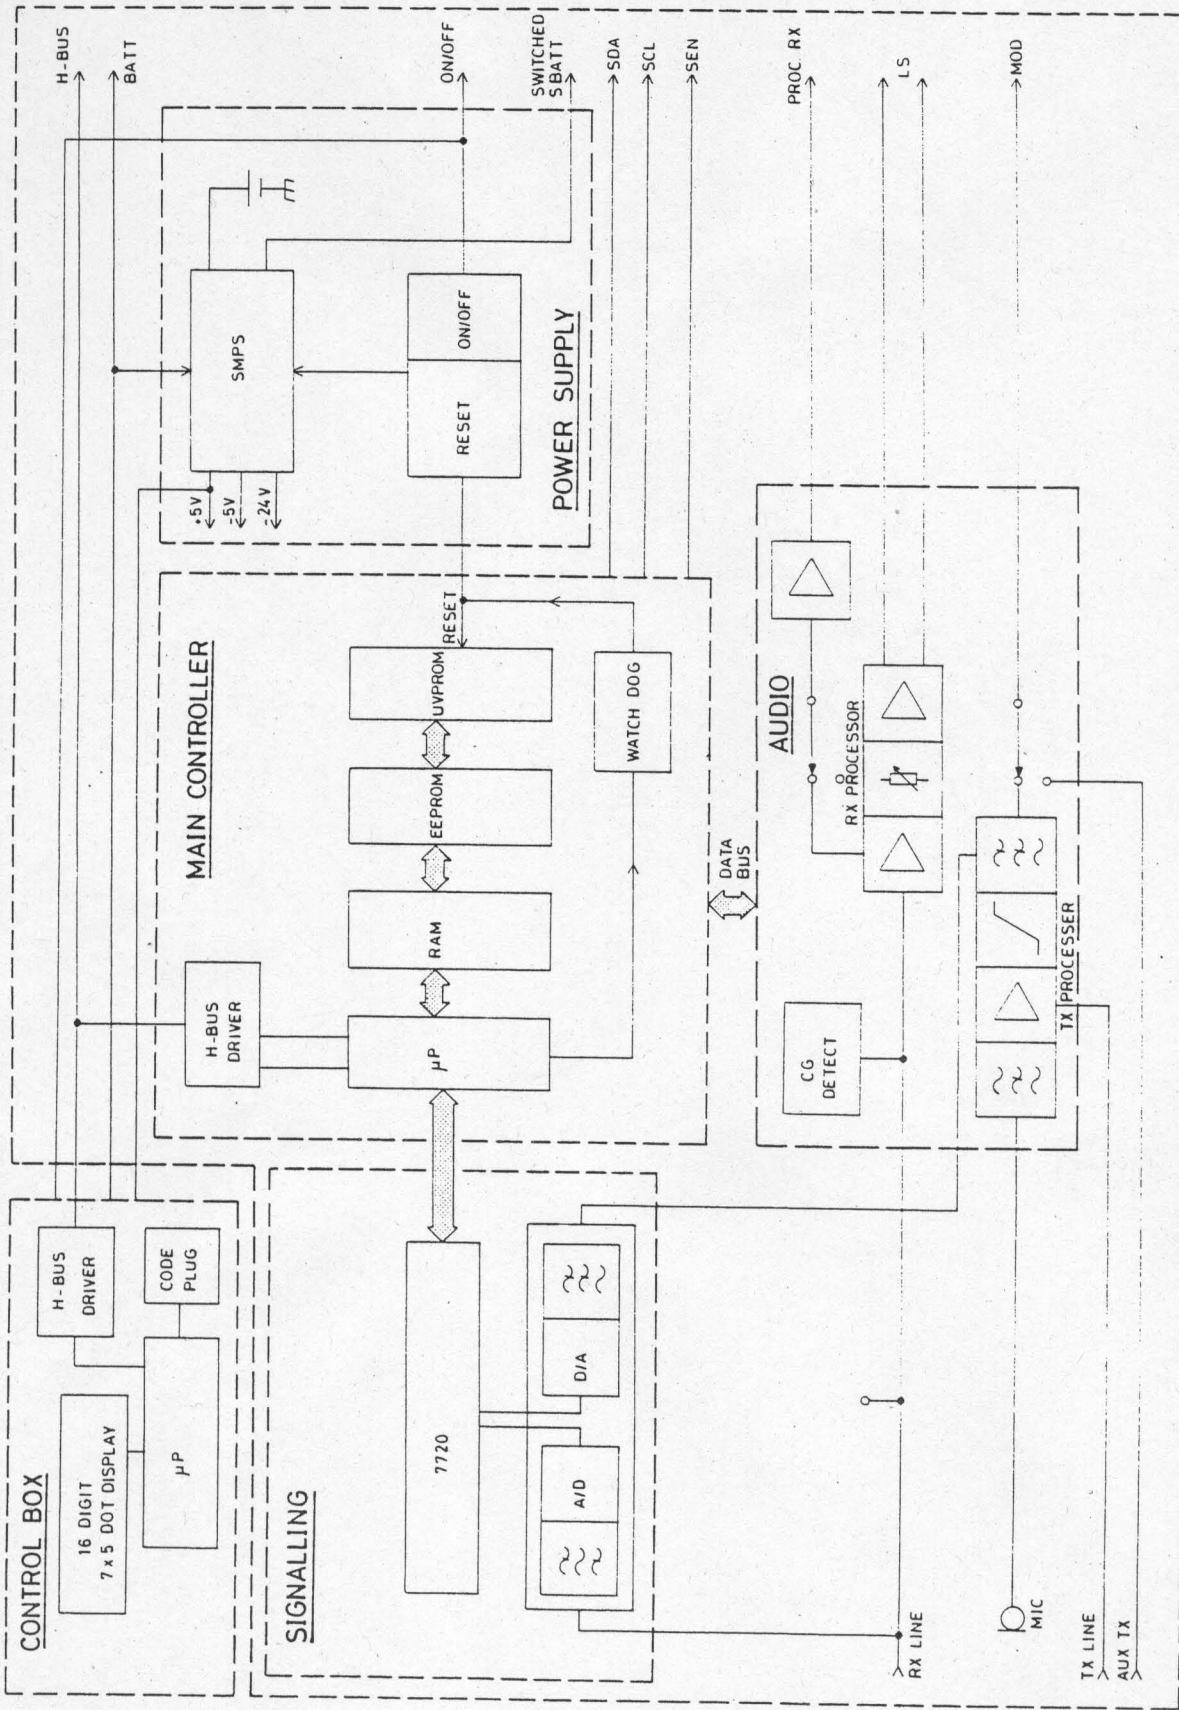 CONTROL BOX
16 DIGIT
7 x 5 DOT DISPLAY
µP
H-BUS
DRIVER
CODE
PLUG
H-BUS
BATT
ON/OFF
SWITCHED
SBATT
SDA
SCL
SEN
PROC RX
LS
MOD
SMPS
+5V
-5V
-24V
RESET
ON/OFF
POWER SUPPLY
MAIN CONTROLLER
H-BUS
DRIVER
µP
RAM
EEPROM
UVPROM
RESET
WATCH DOG
DATA
BUS
SIGNALLING
7720
A/D
D/A
AUDIO
CG
DETECT
RX PROCESSOR
TX PROCESSER
RX LINE
MIC
TX LINE
AUX TX